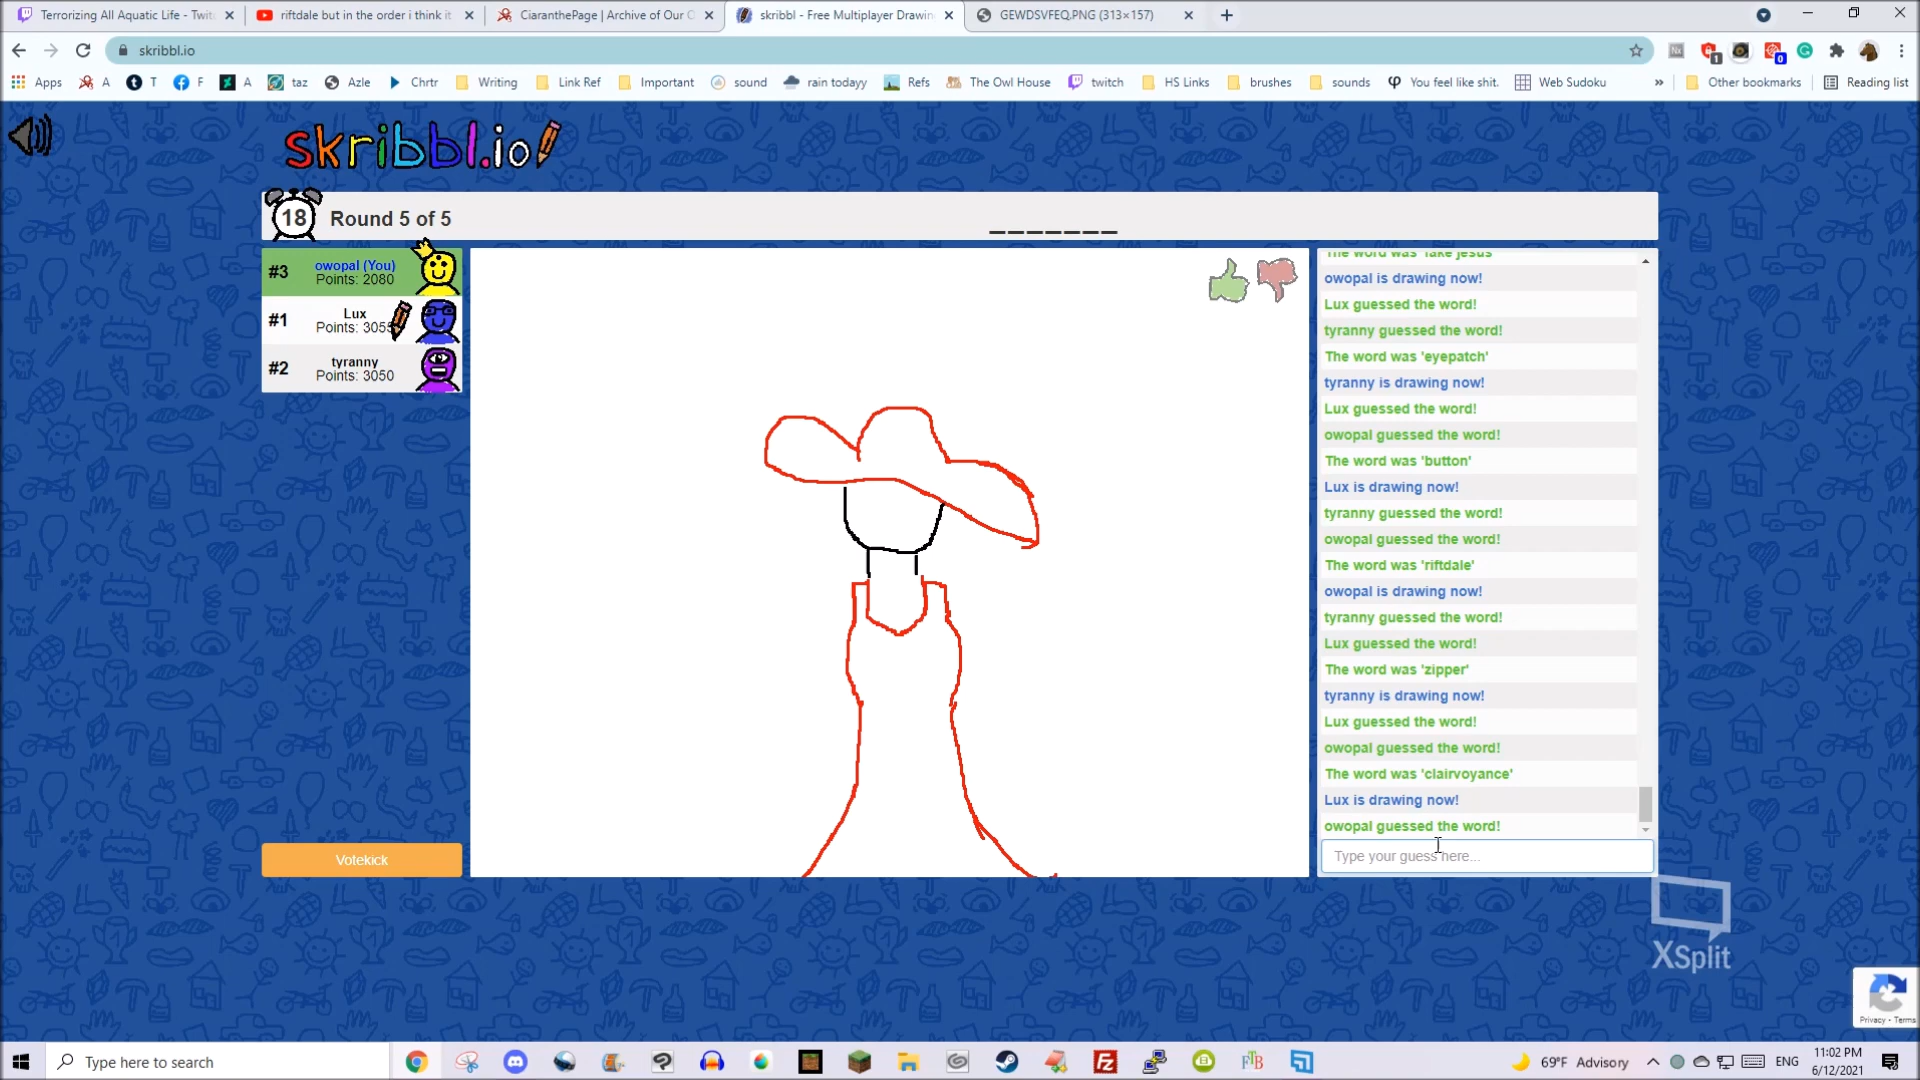 Terrorizing All Aquatic Life - Twit
riftdale but in the order i think it
CiaranthePage | Archive of Our O
skribbl - Free Multiplayer Drawin
GEWDSVFEQ.PNG (313×157)
skribbl.io
Apps A T F A taz Azle Chrtr Writing Link Ref Important sound rain todayy Refs The Owl House twitch HS Links brushes sounds You feel like shit. Web Sudoku » Other bookmarks Reading list
skribbl.io
18 Round 5 of 5 _______
#3 owopal (You)
Points: 2080
#1 Lux
Points: 3055
#2 tyranny
Points: 3050
Votekick
The word was 'fake jesus'
owopal is drawing now!
Lux guessed the word!
tyranny guessed the word!
The word was 'eyepatch'
tyranny is drawing now!
Lux guessed the word!
owopal guessed the word!
The word was 'button'
Lux is drawing now!
tyranny guessed the word!
owopal guessed the word!
The word was 'riftdale'
owopal is drawing now!
tyranny guessed the word!
Lux guessed the word!
The word was 'zipper'
tyranny is drawing now!
Lux guessed the word!
owopal guessed the word!
The word was 'clairvoyance'
Lux is drawing now!
owopal guessed the word!
Type your guess here...
XSplit
Privacy - Terms
Type here to search
69°F Advisory
ENG
11:02 PM
6/12/2021